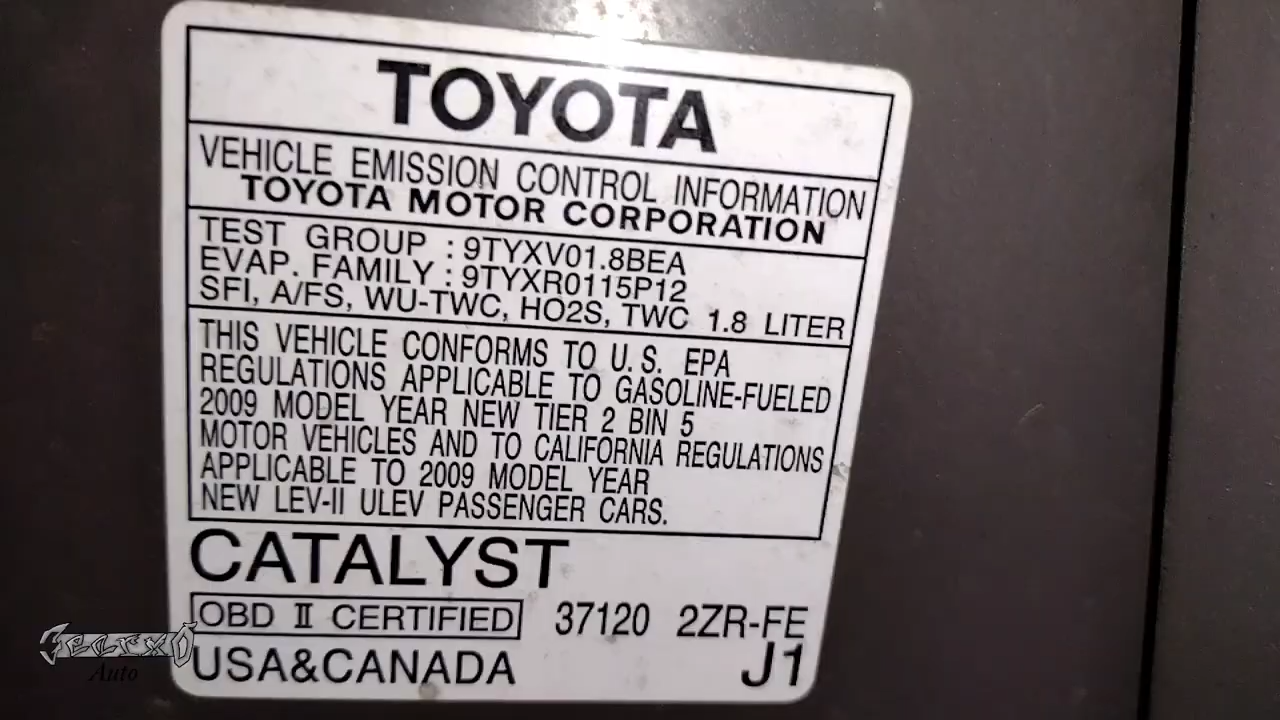 TOYOTA
VEHICLE EMISSION CONTROL INFORMATION
TOYOTA MOTOR CORPORATION
TEST GROUP : 9TYXV01.8BEA
EVAP. FAMILY : 9TYXR0115P12
SFI, A/FS, WU-TWC, HO2S, TWC 1.8 LITER
THIS VEHICLE CONFORMS TO U.S. EPA
REGULATIONS APPLICABLE TO GASOLINE-FUELED
2009 MODEL YEAR NEW TIER 2 BIN 5
MOTOR VEHICLES AND TO CALIFORNIA REGULATIONS
APPLICABLE TO 2009 MODEL YEAR
NEW LEV-II ULEV PASSENGER CARS.
CATALYST
OBD II CERTIFIED 37120 2ZR-FE
USA&CANADA J1
Auto